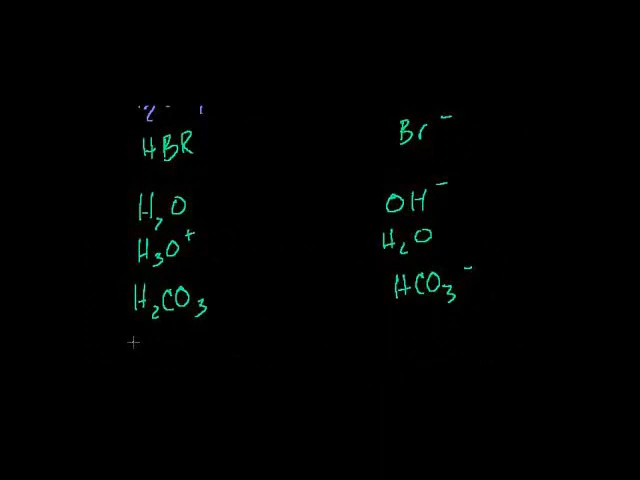 HBR Br⁻
H₂O OH⁻
H₃O⁺ H₂O
H₂CO₃ HCO₃⁻